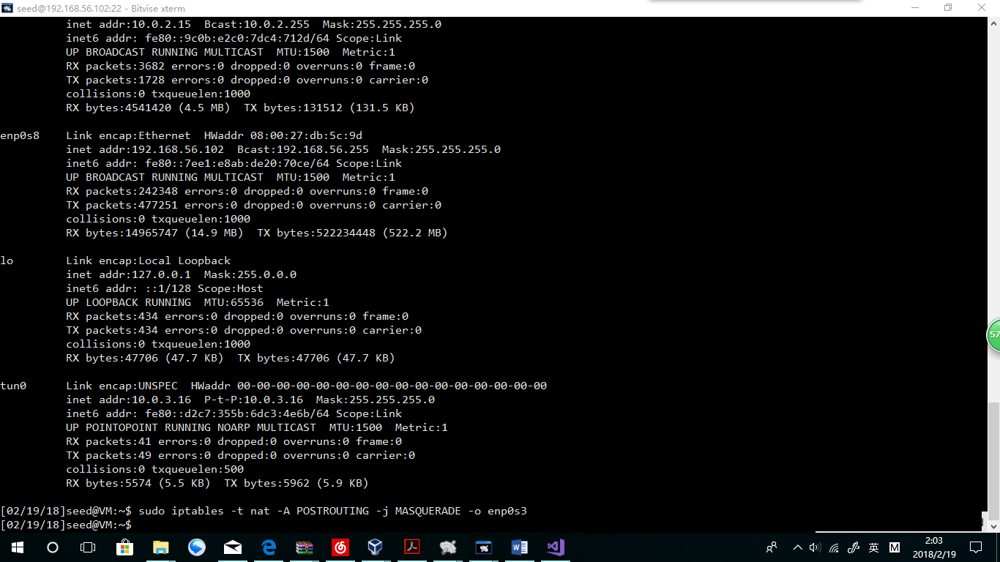 seed@192.168.56.102:22 - Bitvise xterm
inet addr:10.0.2.15  Bcast:10.0.2.255  Mask:255.255.255.0
inet6 addr: fe80::9c0b:e2c0:7dc4:712d/64 Scope:Link
UP BROADCAST RUNNING MULTICAST  MTU:1500  Metric:1
RX packets:3682 errors:0 dropped:0 overruns:0 frame:0
TX packets:1728 errors:0 dropped:0 overruns:0 carrier:0
collisions:0 txqueuelen:1000
RX bytes:4541420 (4.5 MB)  TX bytes:131512 (131.5 KB)
enp0s8    Link encap:Ethernet  HWaddr 08:00:27:db:5c:9d
inet addr:192.168.56.102  Bcast:192.168.56.255  Mask:255.255.255.0
inet6 addr: fe80::7ee1:e8ab:de20:70ce/64 Scope:Link
UP BROADCAST RUNNING MULTICAST  MTU:1500  Metric:1
RX packets:242348 errors:0 dropped:0 overruns:0 frame:0
TX packets:477251 errors:0 dropped:0 overruns:0 carrier:0
collisions:0 txqueuelen:1000
RX bytes:14965747 (14.9 MB)  TX bytes:522234448 (522.2 MB)
lo        Link encap:Local Loopback
inet addr:127.0.0.1  Mask:255.0.0.0
inet6 addr: ::1/128 Scope:Host
UP LOOPBACK RUNNING  MTU:65536  Metric:1
RX packets:434 errors:0 dropped:0 overruns:0 frame:0
TX packets:434 errors:0 dropped:0 overruns:0 carrier:0
collisions:0 txqueuelen:1000
RX bytes:47706 (47.7 KB)  TX bytes:47706 (47.7 KB)
tun0      Link encap:UNSPEC  HWaddr 00-00-00-00-00-00-00-00-00-00-00-00-00-00-00-00
inet addr:10.0.3.16  P-t-P:10.0.3.16  Mask:255.255.255.0
inet6 addr: fe80::d2c7:355b:6dc3:4e6b/64 Scope:Link
UP POINTOPOINT RUNNING NOARP MULTICAST  MTU:1500  Metric:1
RX packets:41 errors:0 dropped:0 overruns:0 frame:0
TX packets:49 errors:0 dropped:0 overruns:0 carrier:0
collisions:0 txqueuelen:500
RX bytes:5574 (5.5 KB)  TX bytes:5962 (5.9 KB)
[02/19/18]seed@VM:~$ sudo iptables -t nat -A POSTROUTING -j MASQUERADE -o enp0s3
[02/19/18]seed@VM:~$
57
英 M
2:03
2018/2/19